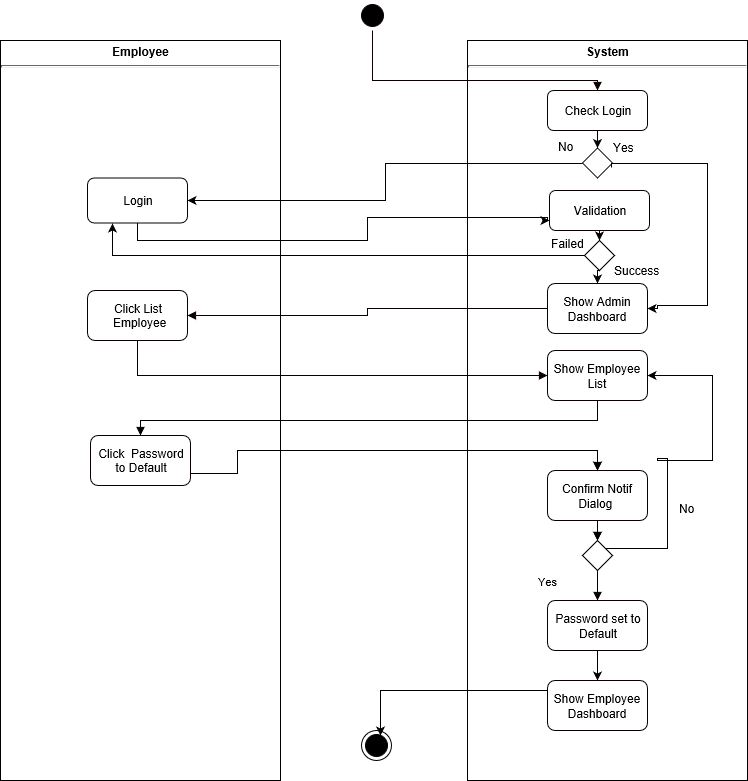 Employee
System
Check Login
No
Yes
Login
Validation
Failed
Success
Click List
Employee
Show Admin
Dashboard
Show Employee
List
Click  Password
to Default
Confirm Notif
Dialog
No
Yes
Password set to
Default
Show Employee
Dashboard